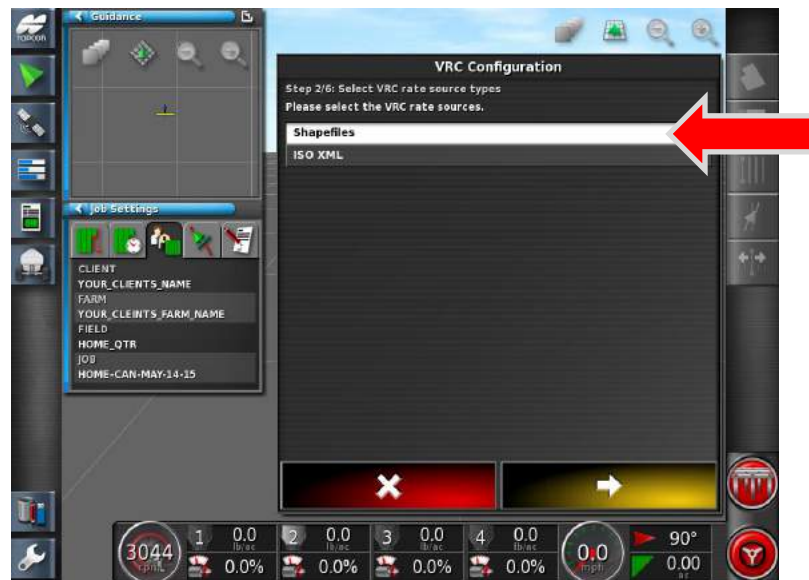 TOPCON
Guidance
VRC Configuration
Step 2/6: Select VRC rate source types
Please select the VRC rate sources.
Shapefiles
ISO XML
Job Settings
CLIENT
YOUR_CLIENTS_NAME
FARM
YOUR_CLEINTS_FARM_NAME
FIELD
HOME_QTR
JOB
HOME-CAN-MAY-14-15
3044
rpm
1 0.0 lb/ac 0.0%
2 0.0 lb/ac 0.0%
3 0.0 lb/ac 0.0%
4 0.0 lb/ac 0.0%
0.0
mph
90°
0.00
ac